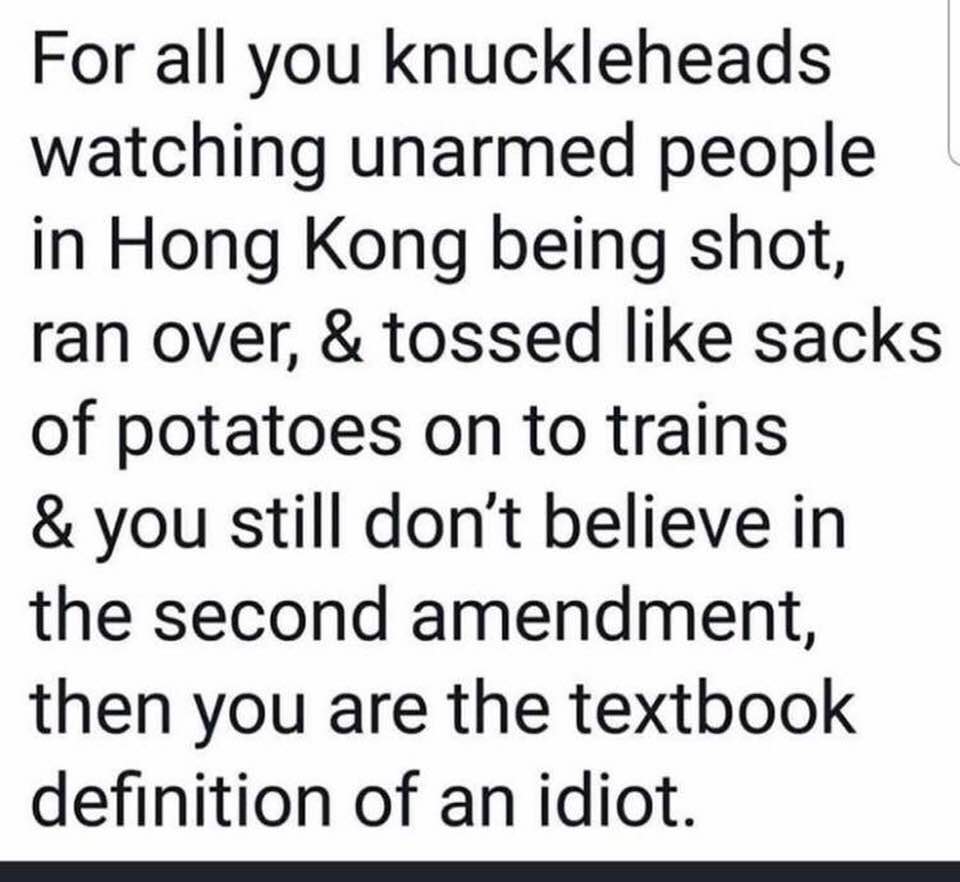 For all you knuckleheads
watching unarmed people
in Hong Kong being shot,
ran over, & tossed like sacks
of potatoes on to trains
& you still don’t believe in
the second amendment,
then you are the textbook
definition of an idiot.